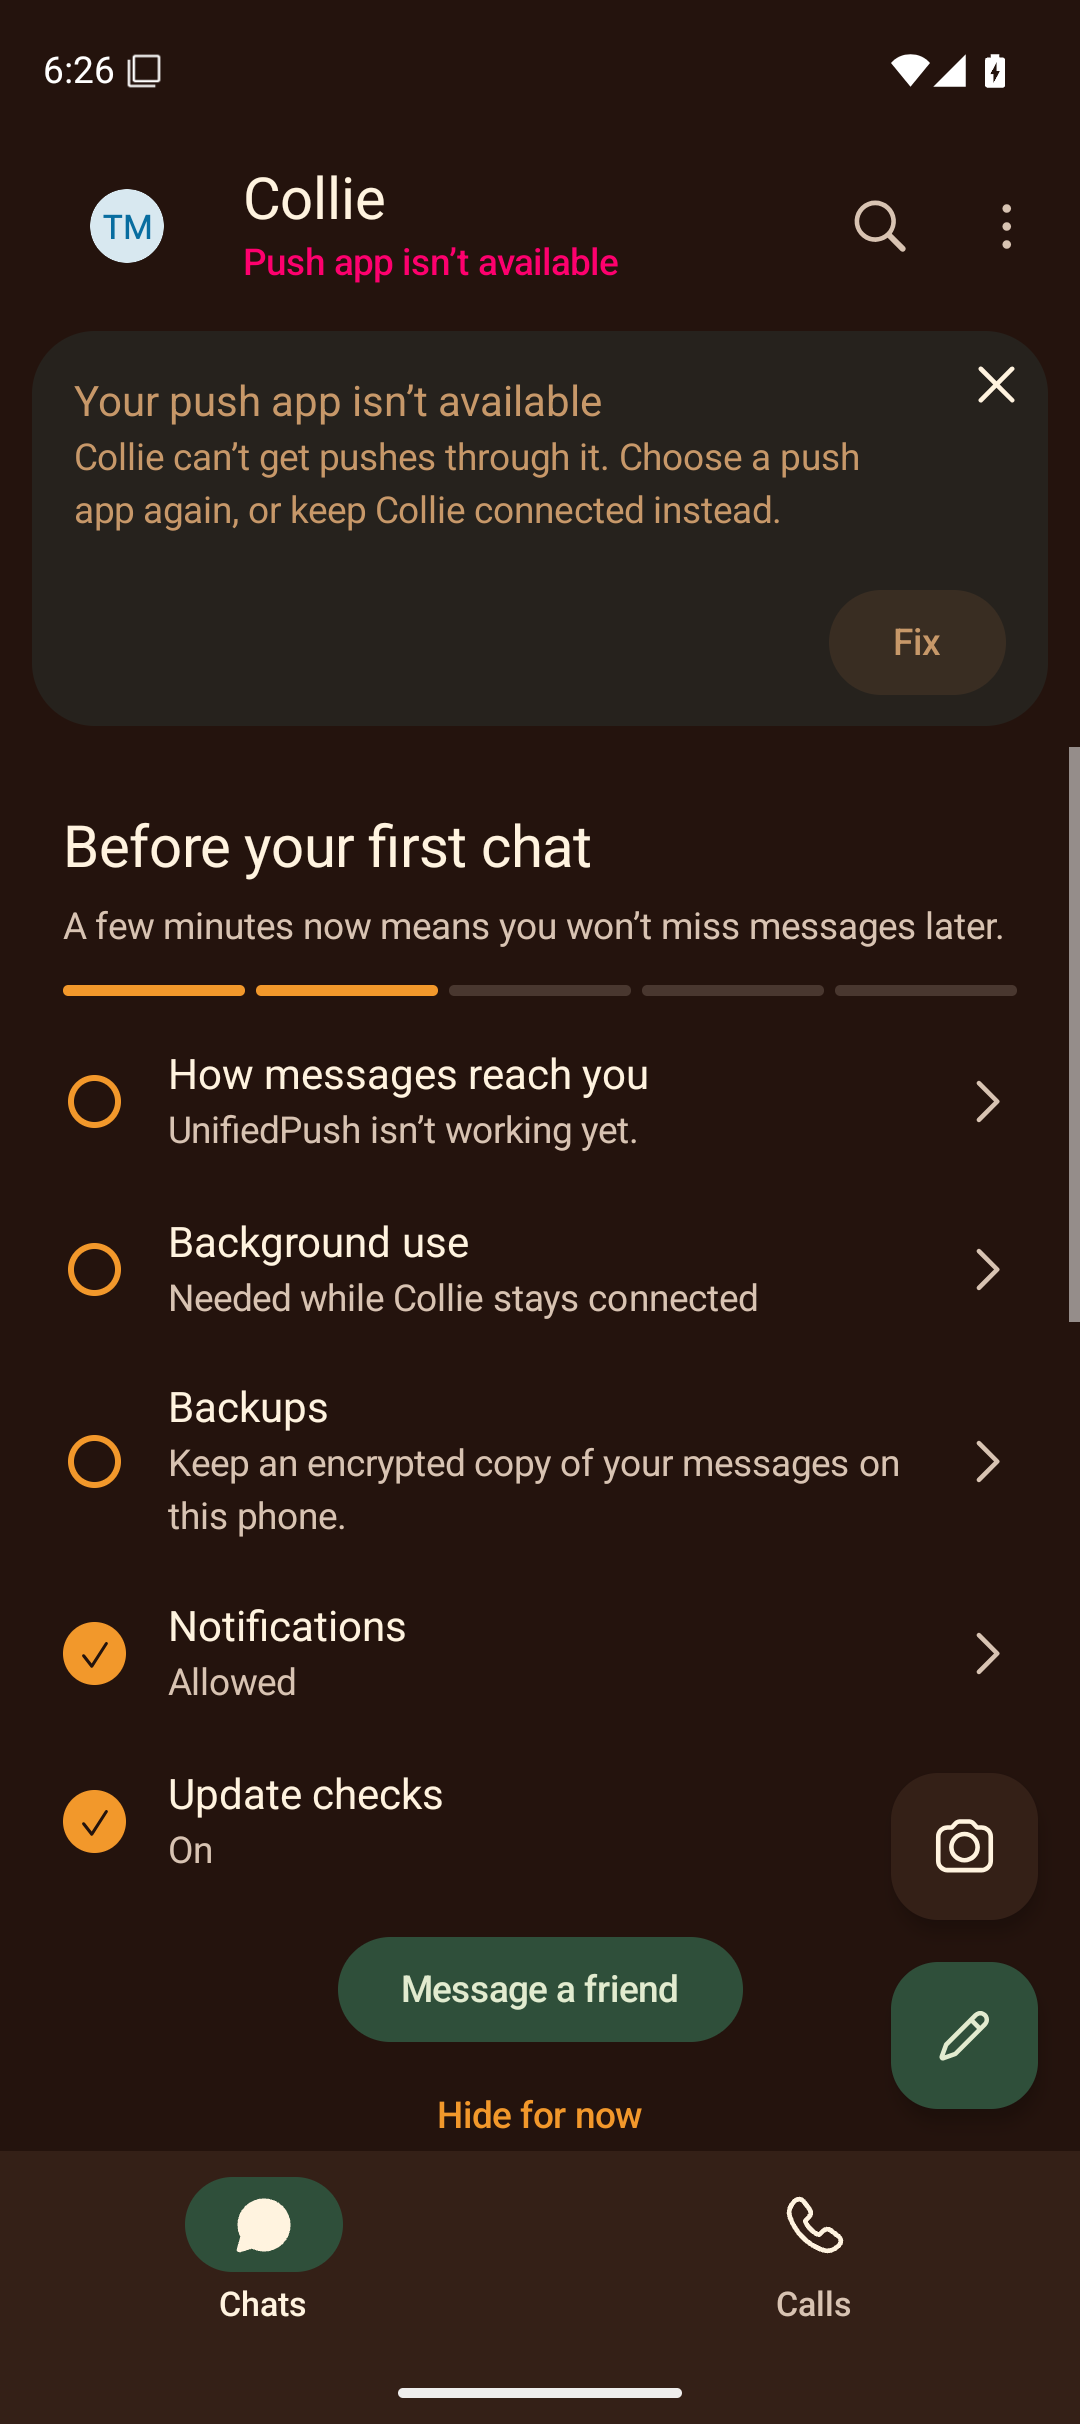 6:26
TM
Collie
Push app isn’t available
Your push app isn’t available
Collie can’t get pushes through it. Choose a push
app again, or keep Collie connected instead.
Fix
Before your first chat
A few minutes now means you won’t miss messages later.
How messages reach you
UnifiedPush isn’t working yet.
Background use
Needed while Collie stays connected
Backups
Keep an encrypted copy of your messages on
this phone.
Notifications
Allowed
Update checks
On
Message a friend
Hide for now
Chats
Calls